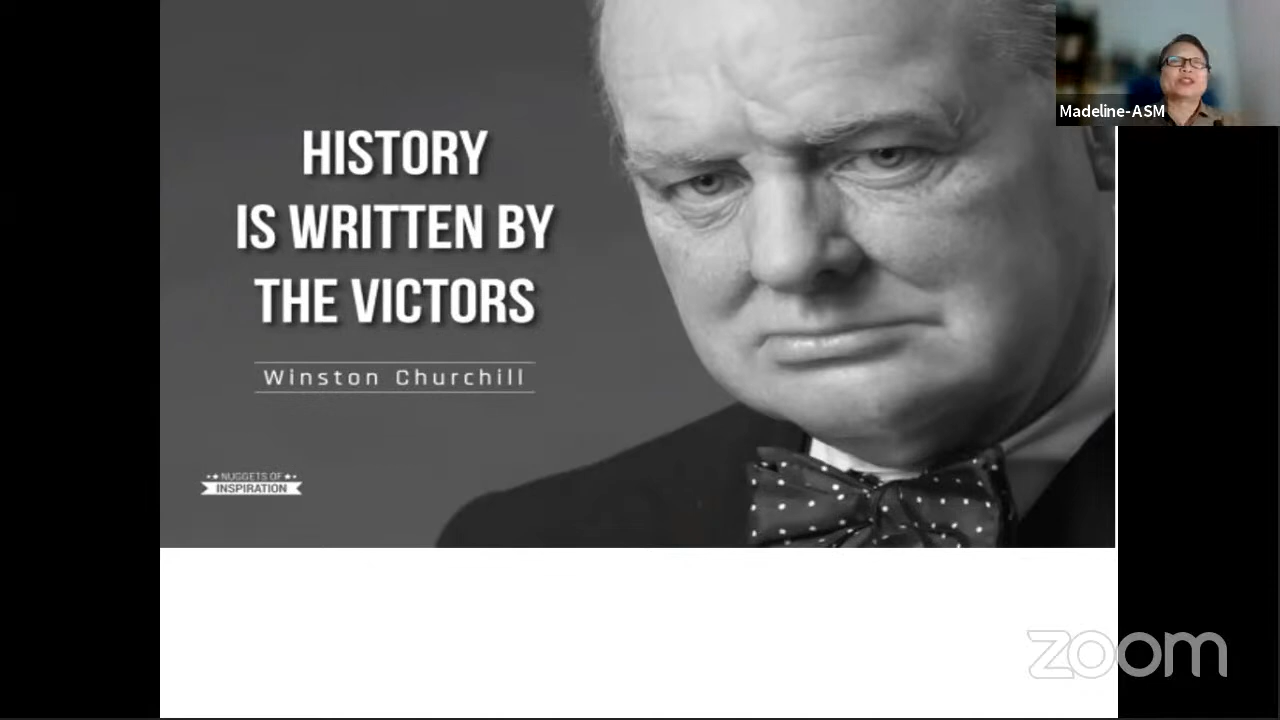 HISTORY
IS WRITTEN BY
THE VICTORS
Winston Churchill
NUGGETS OF
INSPIRATION
Madeline-ASM
zoom